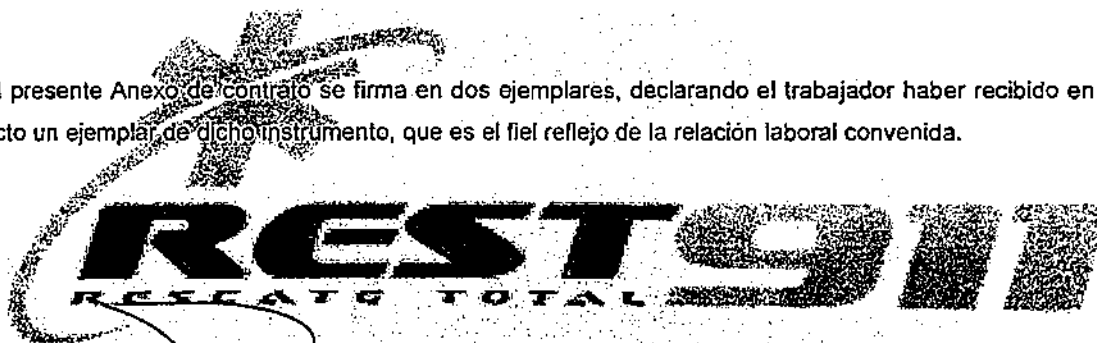 l presente Anexo de contrato se firma en dos ejemplares, declarando el trabajador haber recibido en
cto un ejemplar de dicho instrumento, que es el fiel reflejo de la relación laboral convenida.
REST911
RESCATE TOTAL